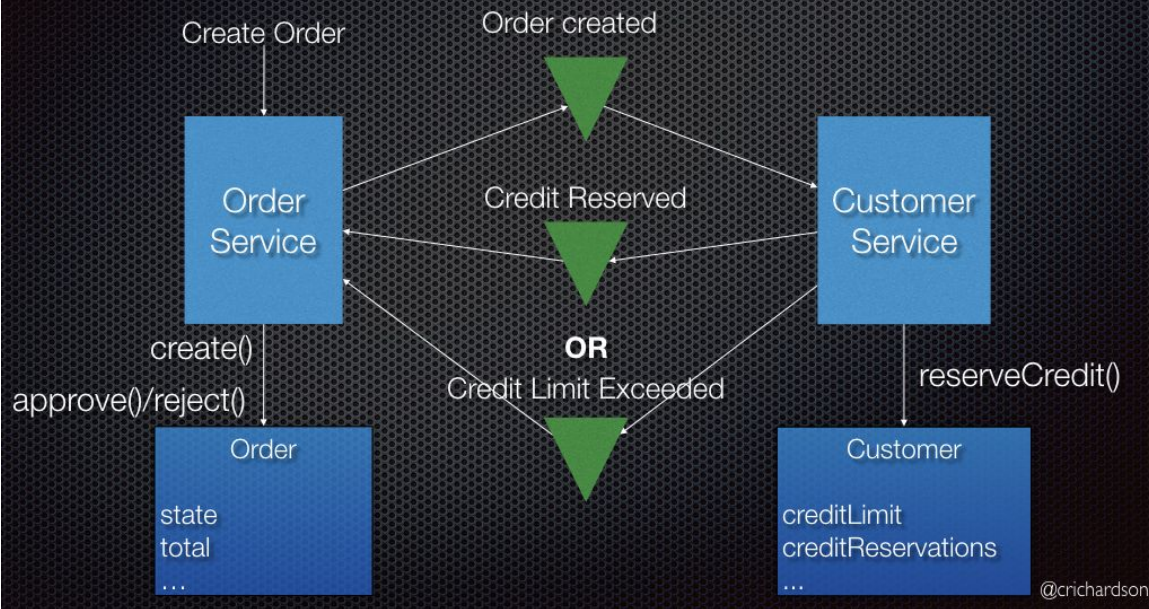 Create Order
Order created
Order
Service
Credit Reserved
Customer
Service
OR
Credit Limit Exceeded
create()
approve()/reject()
reserveCredit()
Order
state
total
...
Customer
creditLimit
creditReservations
...
@crichardson